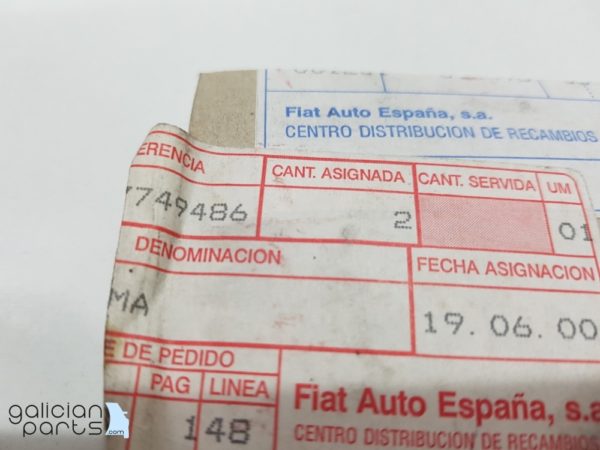 Fiat Auto España, s.a.
CENTRO DISTRIBUCION DE RECAMBIOS
ERENCIA CANT. ASIGNADA CANT. SERVIDA UM
7749486 2 01
DENOMINACION FECHA ASIGNACION
MA 19.06.00
E DE PEDIDO
PAG LINEA
148
Fiat Auto España, s.a
CENTRO DISTRIBUCION DE RECAMBIOS
galician
parts.com